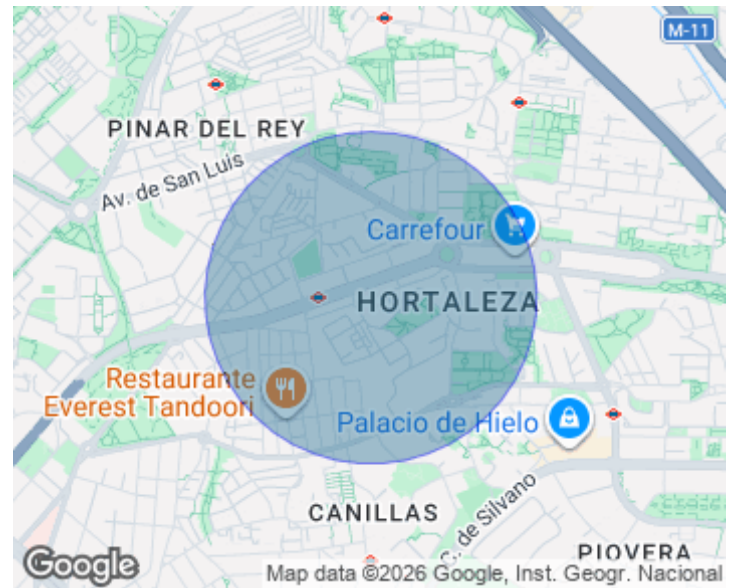 M-11
PINAR DEL REY
Av. de San Luis
Carrefour
HORTALEZA
Restaurante
Everest Tandoori
Palacio de Hielo
CANILLAS
C. de Silvano
PIOVERA
Google
Map data ©2026 Google, Inst. Geogr. Nacional